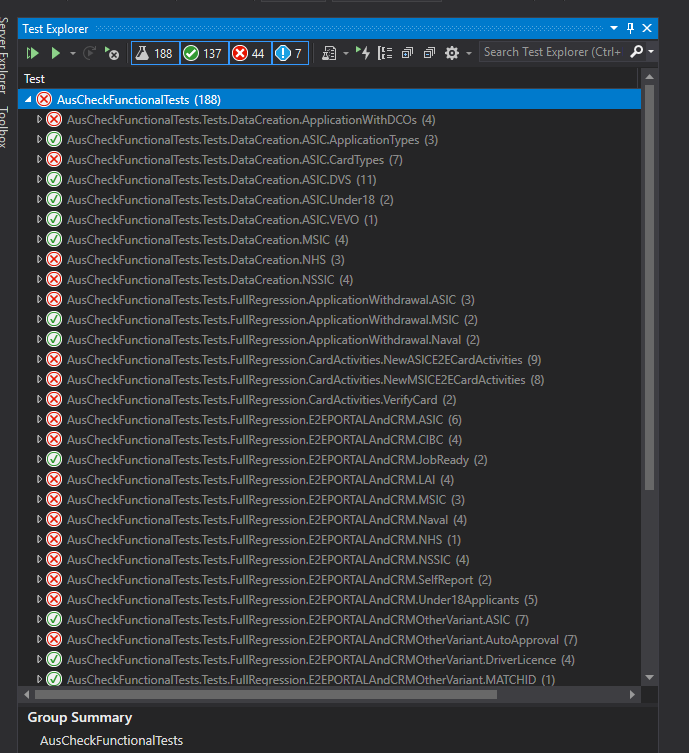 Server Explorer
Toolbox
Test Explorer
188
137
44
7
Search Test Explorer (Ctrl+
Test
AusCheckFunctionalTests (188)
AusCheckFunctionalTests.Tests.DataCreation.ApplicationWithDCOs (4)
AusCheckFunctionalTests.Tests.DataCreation.ASIC.ApplicationTypes (3)
AusCheckFunctionalTests.Tests.DataCreation.ASIC.CardTypes (7)
AusCheckFunctionalTests.Tests.DataCreation.ASIC.DVS (11)
AusCheckFunctionalTests.Tests.DataCreation.ASIC.Under18 (2)
AusCheckFunctionalTests.Tests.DataCreation.ASIC.VEVO (1)
AusCheckFunctionalTests.Tests.DataCreation.MSIC (4)
AusCheckFunctionalTests.Tests.DataCreation.NHS (3)
AusCheckFunctionalTests.Tests.DataCreation.NSSIC (4)
AusCheckFunctionalTests.Tests.FullRegression.ApplicationWithdrawal.ASIC (3)
AusCheckFunctionalTests.Tests.FullRegression.ApplicationWithdrawal.MSIC (2)
AusCheckFunctionalTests.Tests.FullRegression.ApplicationWithdrawal.Naval (2)
AusCheckFunctionalTests.Tests.FullRegression.CardActivities.NewASICE2ECardActivities (9)
AusCheckFunctionalTests.Tests.FullRegression.CardActivities.NewMSICE2ECardActivities (8)
AusCheckFunctionalTests.Tests.FullRegression.CardActivities.VerifyCard (2)
AusCheckFunctionalTests.Tests.FullRegression.E2EPORTALAndCRM.ASIC (6)
AusCheckFunctionalTests.Tests.FullRegression.E2EPORTALAndCRM.CIBC (4)
AusCheckFunctionalTests.Tests.FullRegression.E2EPORTALAndCRM.JobReady (2)
AusCheckFunctionalTests.Tests.FullRegression.E2EPORTALAndCRM.LAI (4)
AusCheckFunctionalTests.Tests.FullRegression.E2EPORTALAndCRM.MSIC (3)
AusCheckFunctionalTests.Tests.FullRegression.E2EPORTALAndCRM.Naval (4)
AusCheckFunctionalTests.Tests.FullRegression.E2EPORTALAndCRM.NHS (1)
AusCheckFunctionalTests.Tests.FullRegression.E2EPORTALAndCRM.NSSIC (4)
AusCheckFunctionalTests.Tests.FullRegression.E2EPORTALAndCRM.SelfReport (2)
AusCheckFunctionalTests.Tests.FullRegression.E2EPORTALAndCRM.Under18Applicants (5)
AusCheckFunctionalTests.Tests.FullRegression.E2EPORTALAndCRMOtherVariant.ASIC (7)
AusCheckFunctionalTests.Tests.FullRegression.E2EPORTALAndCRMOtherVariant.AutoApproval (7)
AusCheckFunctionalTests.Tests.FullRegression.E2EPORTALAndCRMOtherVariant.DriverLicence (4)
AusCheckFunctionalTests.Tests.FullRegression.E2EPORTALAndCRMOtherVariant.MATCHID (1)
Group Summary
AusCheckFunctionalTests